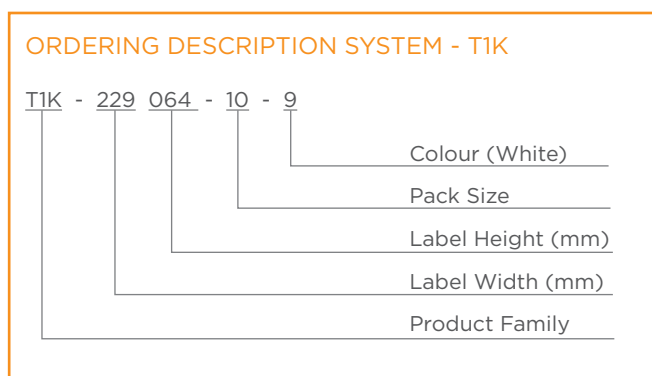 ORDERING DESCRIPTION SYSTEM - T1K
T1K - 229 064 - 10 - 9
Colour (White)
Pack Size
Label Height (mm)
Label Width (mm)
Product Family